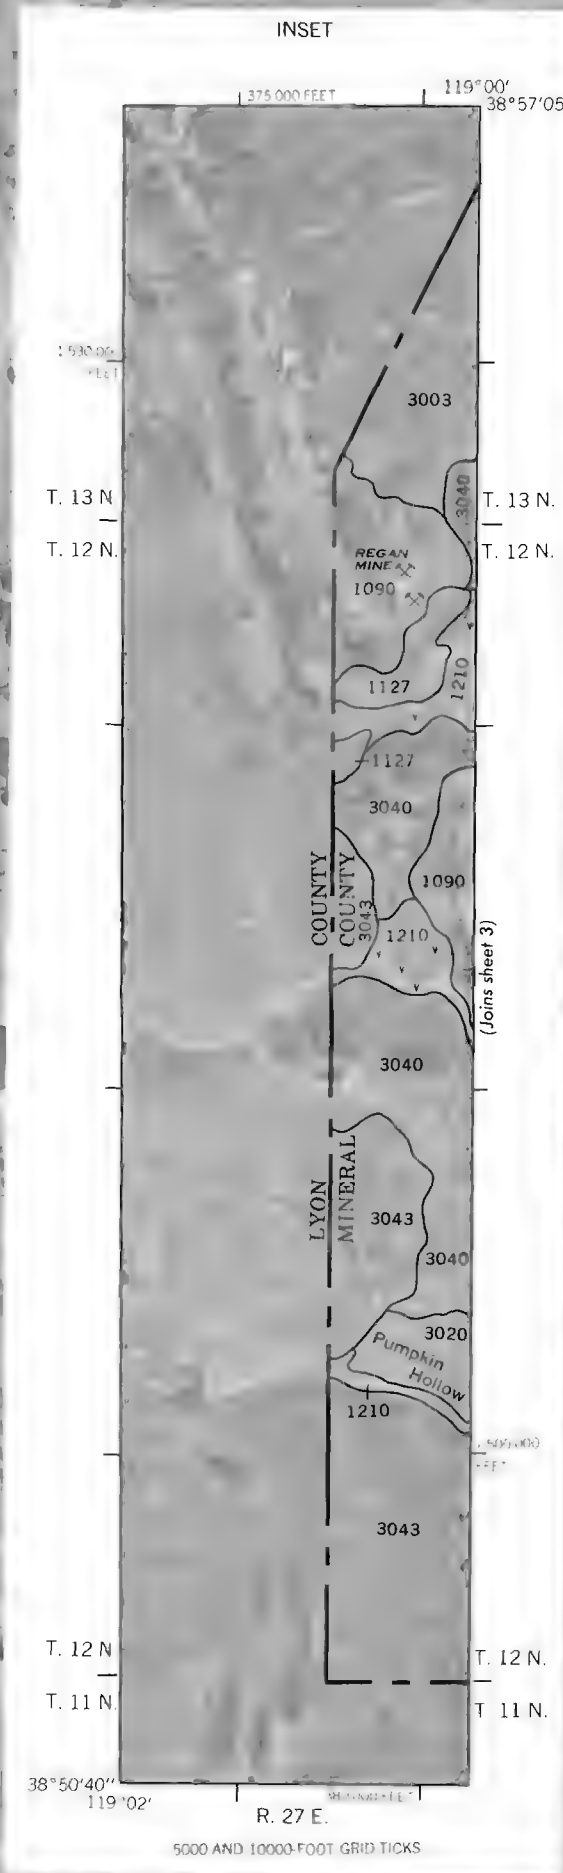 INSET
375 000 FEET
119°00'
38°57'05
3003
T. 13 N
T. 13 N.
3040
T. 12 N.
T. 12 N.
REGAN
MINE
1090
1127
1210
1127
3040
1090
COUNTY
COUNTY
3043
1210
(Joins sheet 3)
3040
LYON
MINERAL
3043
3040
3020
Pumpkin
Hollow
1210
3043
T. 12 N
T. 12 N.
T. 11 N.
T 11 N.
38°50'40"
119°02'
R. 27 E.
5000 AND 10000-FOOT GRID TICKS